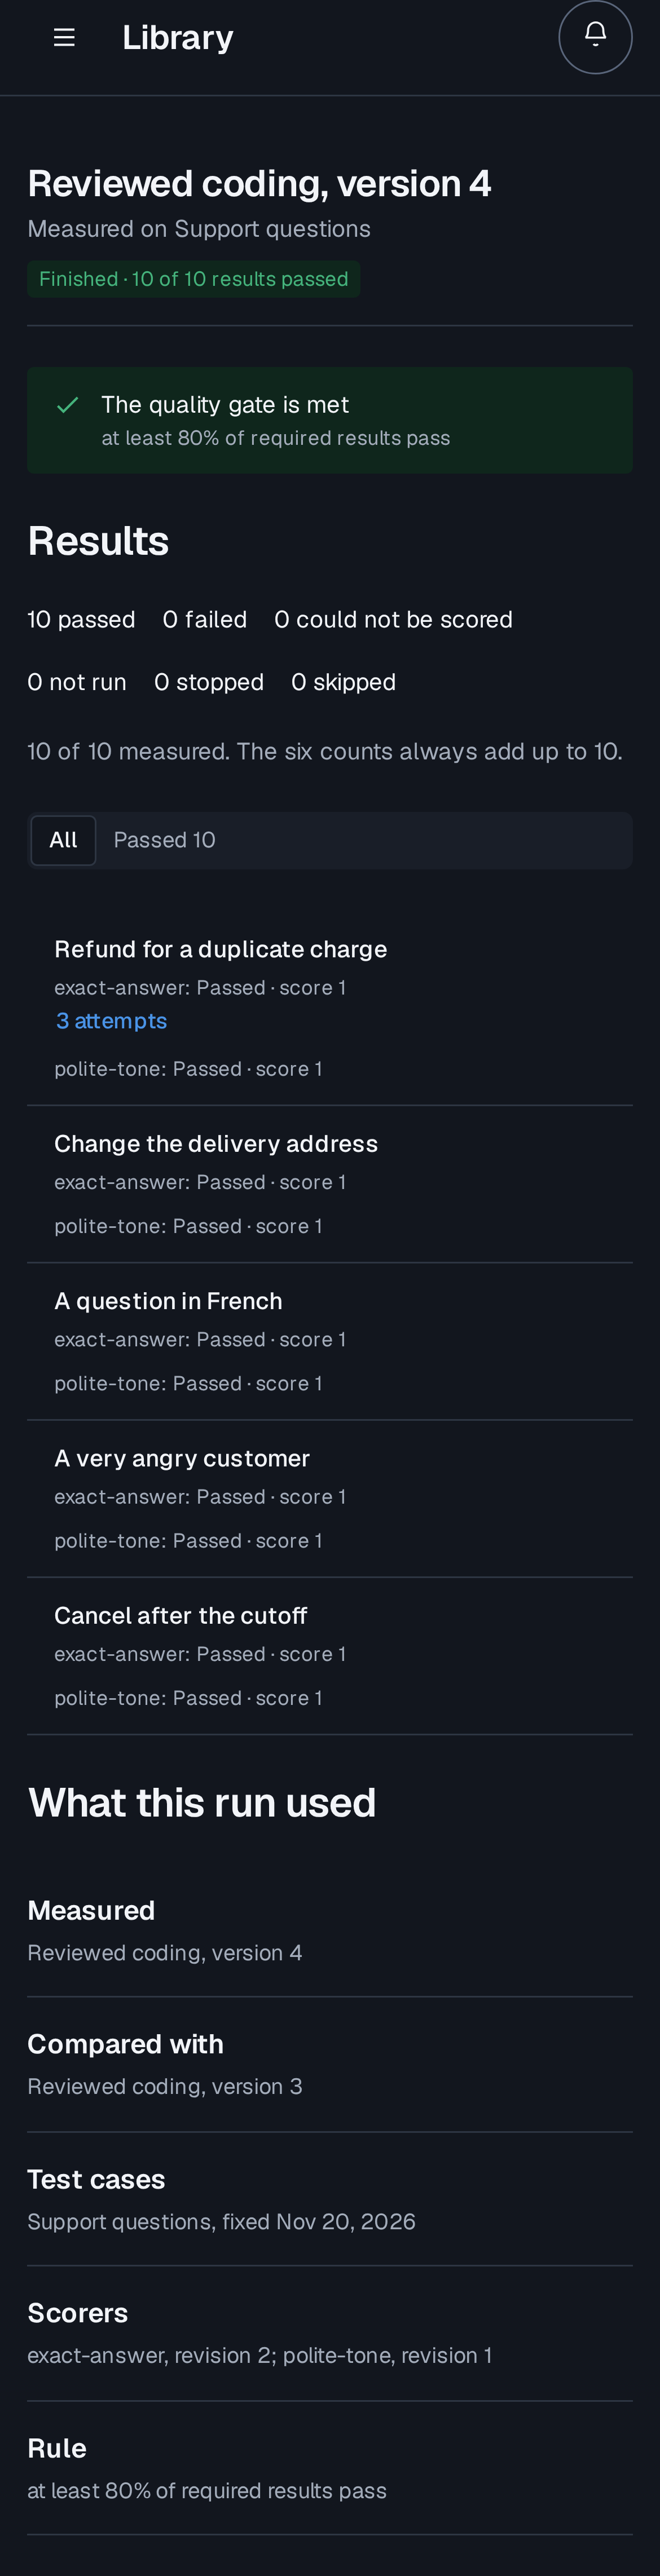 Library
Reviewed coding, version 4
Measured on Support questions
Finished · 10 of 10 results passed
The quality gate is met
at least 80% of required results pass
Results
10 passed 0 failed 0 could not be scored
0 not run 0 stopped 0 skipped
10 of 10 measured. The six counts always add up to 10.
All Passed 10
Refund for a duplicate charge
exact-answer: Passed · score 1
3 attempts
polite-tone: Passed · score 1
Change the delivery address
exact-answer: Passed · score 1
polite-tone: Passed · score 1
A question in French
exact-answer: Passed · score 1
polite-tone: Passed · score 1
A very angry customer
exact-answer: Passed · score 1
polite-tone: Passed · score 1
Cancel after the cutoff
exact-answer: Passed · score 1
polite-tone: Passed · score 1
What this run used
Measured
Reviewed coding, version 4
Compared with
Reviewed coding, version 3
Test cases
Support questions, fixed Nov 20, 2026
Scorers
exact-answer, revision 2; polite-tone, revision 1
Rule
at least 80% of required results pass